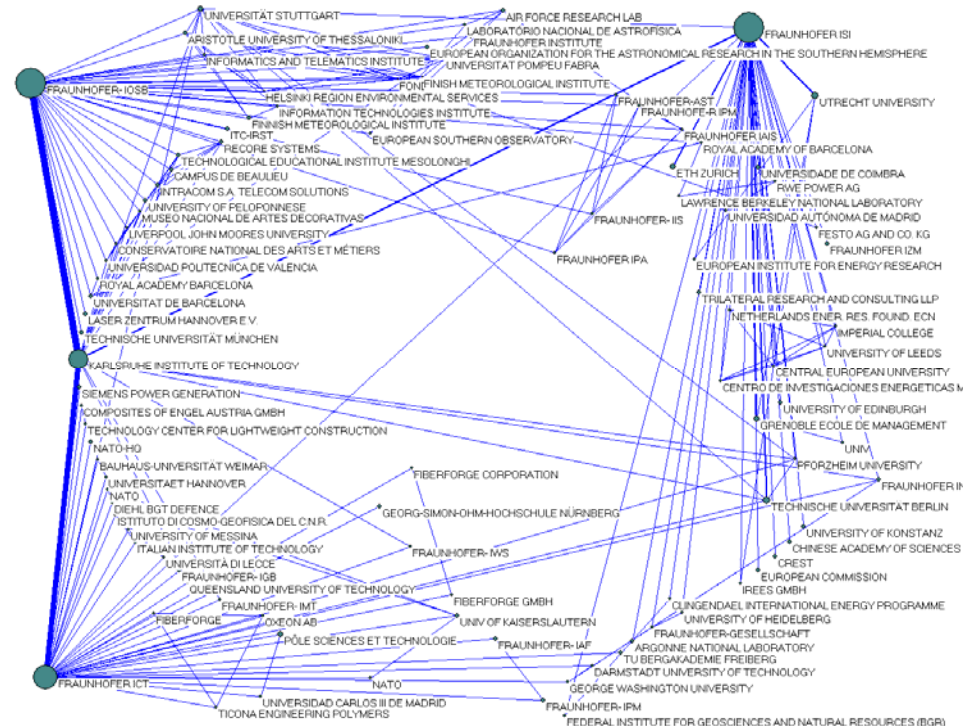 UNIVERSITÄT STUTTGART
AIR FORCE RESEARCH LAB
LABORATÓRIO NACIONAL DE ASTROFÍSICA
FRAUNHOFER ISI
ARISTOTLE UNIVERSITY OF THESSALONIKI
FRAUNHOFER INSTITUTE
EUROPEAN ORGANIZATION FOR THE ASTRONOMICAL RESEARCH IN THE SOUTHERN HEMISPHERE
INFORMATICS AND TELEMATICS INSTITUTE
UNIVERSITAT POMPEU FABRA
FRAUNHOFER-IOSB
FINNISH METEOROLOGICAL INSTITUTE
HELSINKI REGION ENVIRONMENTAL SERVICES
FRAUNHOFER-AST
UTRECHT UNIVERSITY
INFORMATION TECHNOLOGIES INSTITUTE
FRAUNHOFE-R IPM
FINNISH METEOROLOGICAL INSTITUTE
ITC-IRST
EUROPEAN SOUTHERN OBSERVATORY
FRAUNHOFER IAIS
RECORE SYSTEMS
ROYAL ACADEMY OF BARCELONA
TECHNOLOGICAL EDUCATIONAL INSTITUTE MESOLONGHI
CAMPUS DE BEAULIEU
ETH ZURICH
UNIVERSIDADE DE COIMBRA
INTRACOM S.A. TELECOM SOLUTIONS
RWE POWER AG
UNIVERSITY OF PELOPONNESE
LAWRENCE BERKELEY NATIONAL LABORATORY
MUSEO NACIONAL DE ARTES DECORATIVAS
FRAUNHOFER- IIS
UNIVERSIDAD AUTÓNOMA DE MADRID
LIVERPOOL JOHN MOORES UNIVERSITY
FESTO AG AND CO. KG
CONSERVATOIRE NATIONAL DES ARTS ET MÉTIERS
FRAUNHOFER IZM
FRAUNHOFER IPA
UNIVERSIDAD POLITECNICA DE VALENCIA
EUROPEAN INSTITUTE FOR ENERGY RESEARCH
ROYAL ACADEMY BARCELONA
UNIVERSITAT DE BARCELONA
TRILATERAL RESEARCH AND CONSULTING LLP
LASER ZENTRUM HANNOVER E.V.
NETHERLANDS ENER. RES. FOUND. ECN
TECHNISCHE UNIVERSITÄT MÜNCHEN
IMPERIAL COLLEGE
UNIVERSITY OF LEEDS
KARLSRUHE INSTITUTE OF TECHNOLOGY
CENTRAL EUROPEAN UNIVERSITY
CENTRO DE INVESTIGACIONES ENERGETICAS M
SIEMENS POWER GENERATION
COMPOSITES OF ENGEL AUSTRIA GMBH
UNIVERSITY OF EDINBURGH
TECHNOLOGY CENTER FOR LIGHTWEIGHT CONSTRUCTION
GRENOBLE ECOLE DE MANAGEMENT
NATO-HQ
UNIV
BAUHAUS-UNIVERSITÄT WEIMAR
PFORZHEIM UNIVERSITY
FIBERFORGE CORPORATION
UNIVERSITAET HANNOVER
FRAUNHOFER IN
NATO
DIEHL BGT DEFENCE
GEORG-SIMON-OHM-HOCHSCHULE NÜRNBERG
TECHNISCHE UNIVERSITÄT BERLIN
ISTITUTO DI COSMO-GEOFISICA DEL C.N.R.
UNIVERSITY OF MESSINA
UNIVERSITY OF KONSTANZ
ITALIAN INSTITUTE OF TECHNOLOGY
FRAUNHOFER- IWS
CHINESE ACADEMY OF SCIENCES
UNIVERSITÀ DI LECCE
CREST
FRAUNHOFER- IGB
EUROPEAN COMMISSION
QUEENSLAND UNIVERSITY OF TECHNOLOGY
IREES GMBH
FRAUNHOFER- IMT
FIBERFORGE GMBH
CLINGENDAEL INTERNATIONAL ENERGY PROGRAMME
FIBERFORGE
OXEON AB
UNIV OF KAISERSLAUTERN
UNIVERSITY OF HEIDELBERG
FRAUNHOFER-GESELLSCHAFT
PÔLE SCIENCES ET TECHNOLOGIE
FRAUNHOFER- IAF
ARGONNE NATIONAL LABORATORY
TU BERGAKADEMIE FREIBERG
DARMSTADT UNIVERSITY OF TECHNOLOGY
FRAUNHOFER ICT
NATO
GEORGE WASHINGTON UNIVERSITY
UNIVERSIDAD CARLOS III DE MADRID
FRAUNHOFER- IPM
TICONA ENGINEERING POLYMERS
FEDERAL INSTITUTE FOR GEOSCIENCES AND NATURAL RESOURCES (BGR)